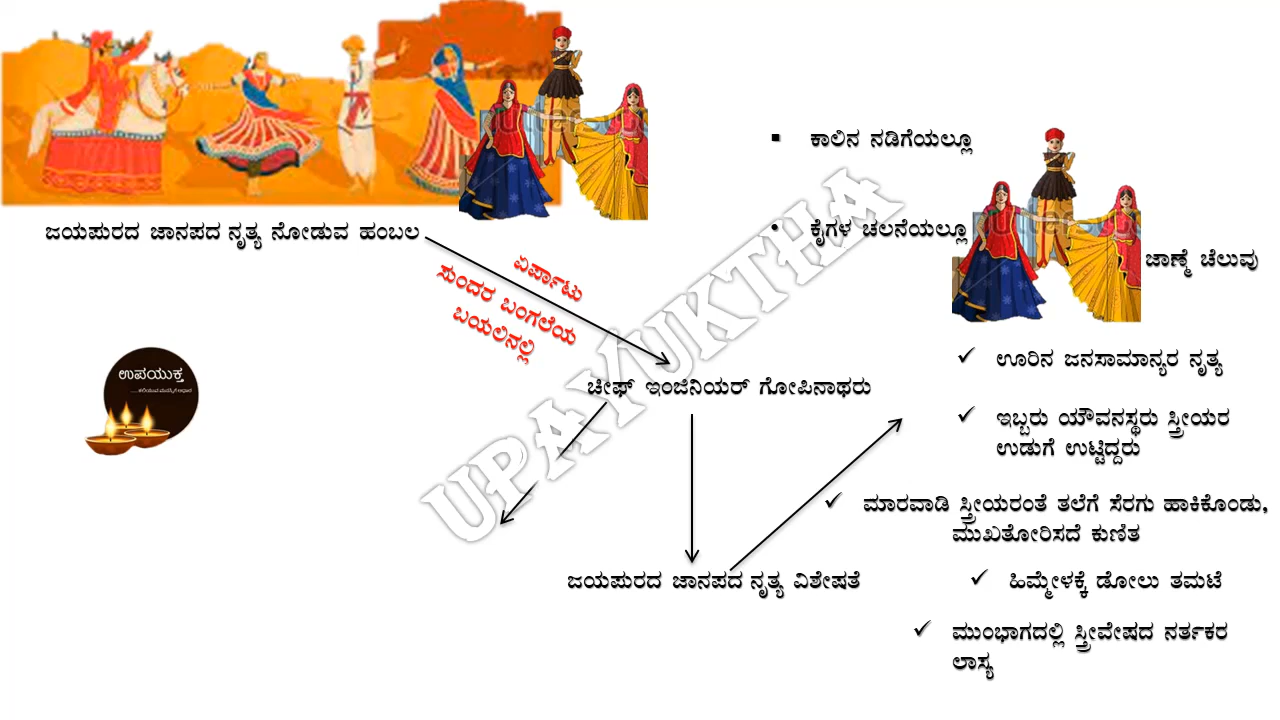 ಕಾಲಿನ ನಡಿಗೆಯಲ್ಲೂ
ಕೈಗಳ ಚಲನೆಯಲ್ಲೂ
ಜಾಣ್ಮೆ ಚೆಲುವು
ಜಯಪುರದ ಜಾನಪದ ನೃತ್ಯ ನೋಡುವ ಹಂಬಲ
ಏರ್ಪಾಟು
ಸುಂದರ ಬಂಗಲೆಯ
ಬಯಲಿನಲ್ಲಿ
UPAYUKTHA
ಉಪಯುಕ್ತ
ಚೀಫ್ ಇಂಜಿನಿಯರ್ ಗೋಪಿನಾಥರು
ಜಯಪುರದ ಜಾನಪದ ನೃತ್ಯ ವಿಶೇಷತೆ
ಊರಿನ ಜನಸಾಮಾನ್ಯರ ನೃತ್ಯ
ಇಬ್ಬರು ಯೌವನಸ್ಥರು ಸ್ತ್ರೀಯರ
ಉಡುಗೆ ಉಟ್ಟಿದ್ದರು
ಮಾರವಾಡಿ ಸ್ತ್ರೀಯರಂತೆ ತಲೆಗೆ ಸೆರಗು ಹಾಕಿಕೊಂಡು,
ಮುಖತೋರಿಸದೆ ಕುಣಿತ
ಹಿಮ್ಮೇಳಕ್ಕೆ ಡೋಲು ತಮಟೆ
ಮುಂಭಾಗದಲ್ಲಿ ಸ್ತ್ರೀವೇಷದ ನರ್ತಕರ
ಲಾಸ್ಯ